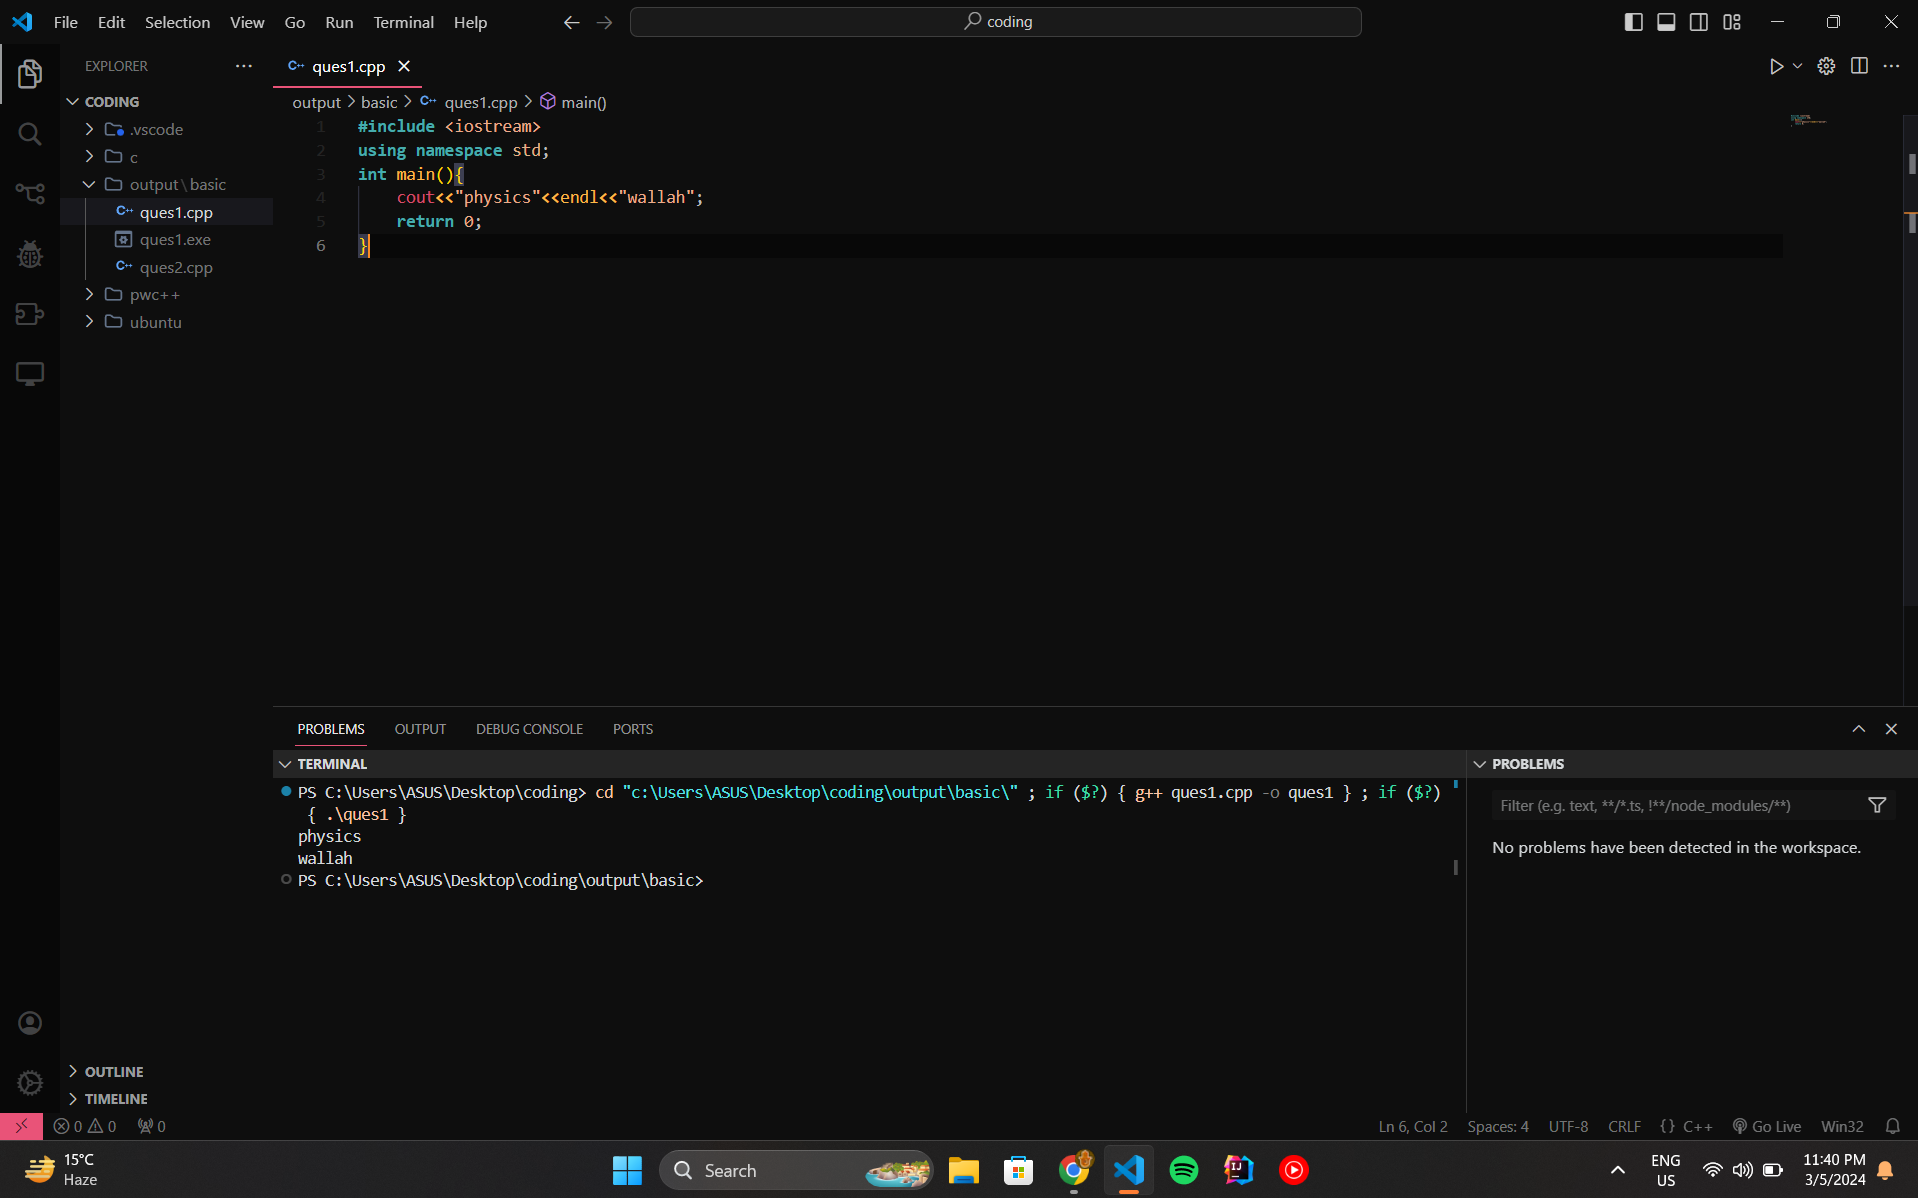 File Edit Selection View Go Run Terminal Help
coding
EXPLORER
CODING
.vscode
c
output\basic
ques1.cpp
ques1.exe
ques2.cpp
pwc++
ubuntu
OUTLINE
TIMELINE
ques1.cpp
output > basic > ques1.cpp > main()
1 #include <iostream>
2 using namespace std;
3 int main(){
4 cout<<"physics"<<endl<<"wallah";
5 return 0;
6 }
PROBLEMS OUTPUT DEBUG CONSOLE PORTS
TERMINAL
PS C:\Users\ASUS\Desktop\coding> cd "c:\Users\ASUS\Desktop\coding\output\basic\" ; if ($?) { g++ ques1.cpp -o ques1 } ; if ($?)
{ .\ques1 }
physics
wallah
PS C:\Users\ASUS\Desktop\coding\output\basic>
PROBLEMS
Filter (e.g. text, **/*.ts, !**/node_modules/**)
No problems have been detected in the workspace.
0 0 0
Ln 6, Col 2 Spaces: 4 UTF-8 CRLF {} C++ Go Live Win32
15°C
Haze
Search
ENG
US
11:40 PM
3/5/2024